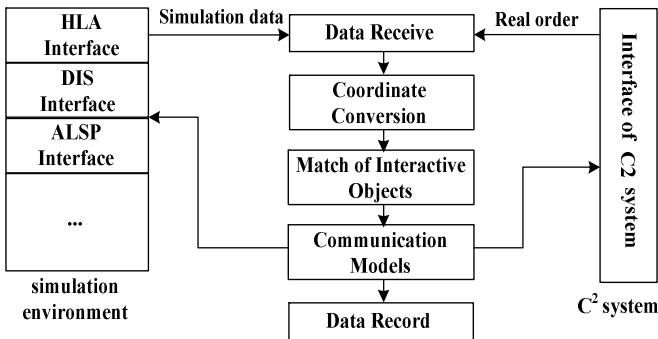 HLA
Interface
DIS
Interface
ALSP
Interface
...
simulation
environment
Simulation data
Data Receive
Real order
Coordinate
Conversion
Match of Interactive
Objects
Communication
Models
Data Record
Interface of C2 system
C² system